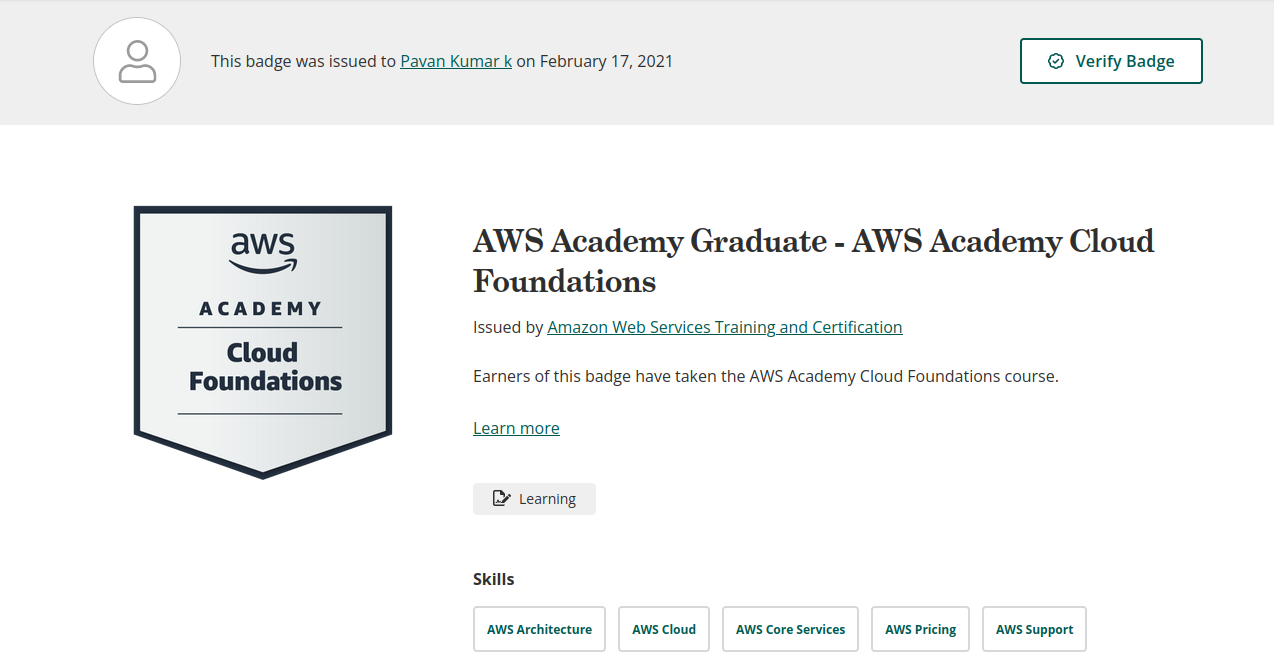 This badge was issued to Pavan Kumar k on February 17, 2021
Verify Badge
aws
ACADEMY
Cloud
Foundations
AWS Academy Graduate - AWS Academy Cloud
Foundations
Issued by Amazon Web Services Training and Certification
Earners of this badge have taken the AWS Academy Cloud Foundations course.
Learn more
Learning
Skills
AWS Architecture
AWS Cloud
AWS Core Services
AWS Pricing
AWS Support